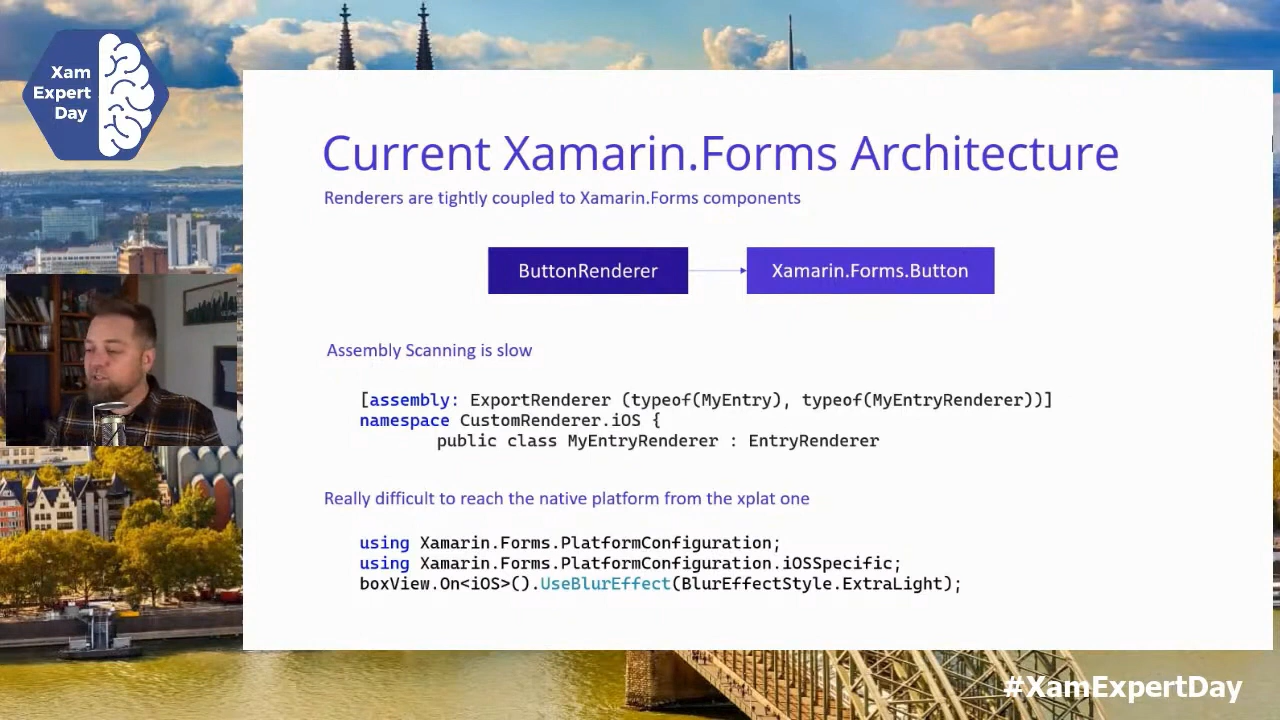 Xam
Expert
Day
Current Xamarin.Forms Architecture
Renderers are tightly coupled to Xamarin.Forms components
ButtonRenderer
Xamarin.Forms.Button
Assembly Scanning is slow
[assembly: ExportRenderer (typeof(MyEntry), typeof(MyEntryRenderer))]
namespace CustomRenderer.iOS {
public class MyEntryRenderer : EntryRenderer
Really difficult to reach the native platform from the xplat one
using Xamarin.Forms.PlatformConfiguration;
using Xamarin.Forms.PlatformConfiguration.iOSSpecific;
boxView.On<iOS>().UseBlurEffect(BlurEffectStyle.ExtraLight);
#XamExpertDay